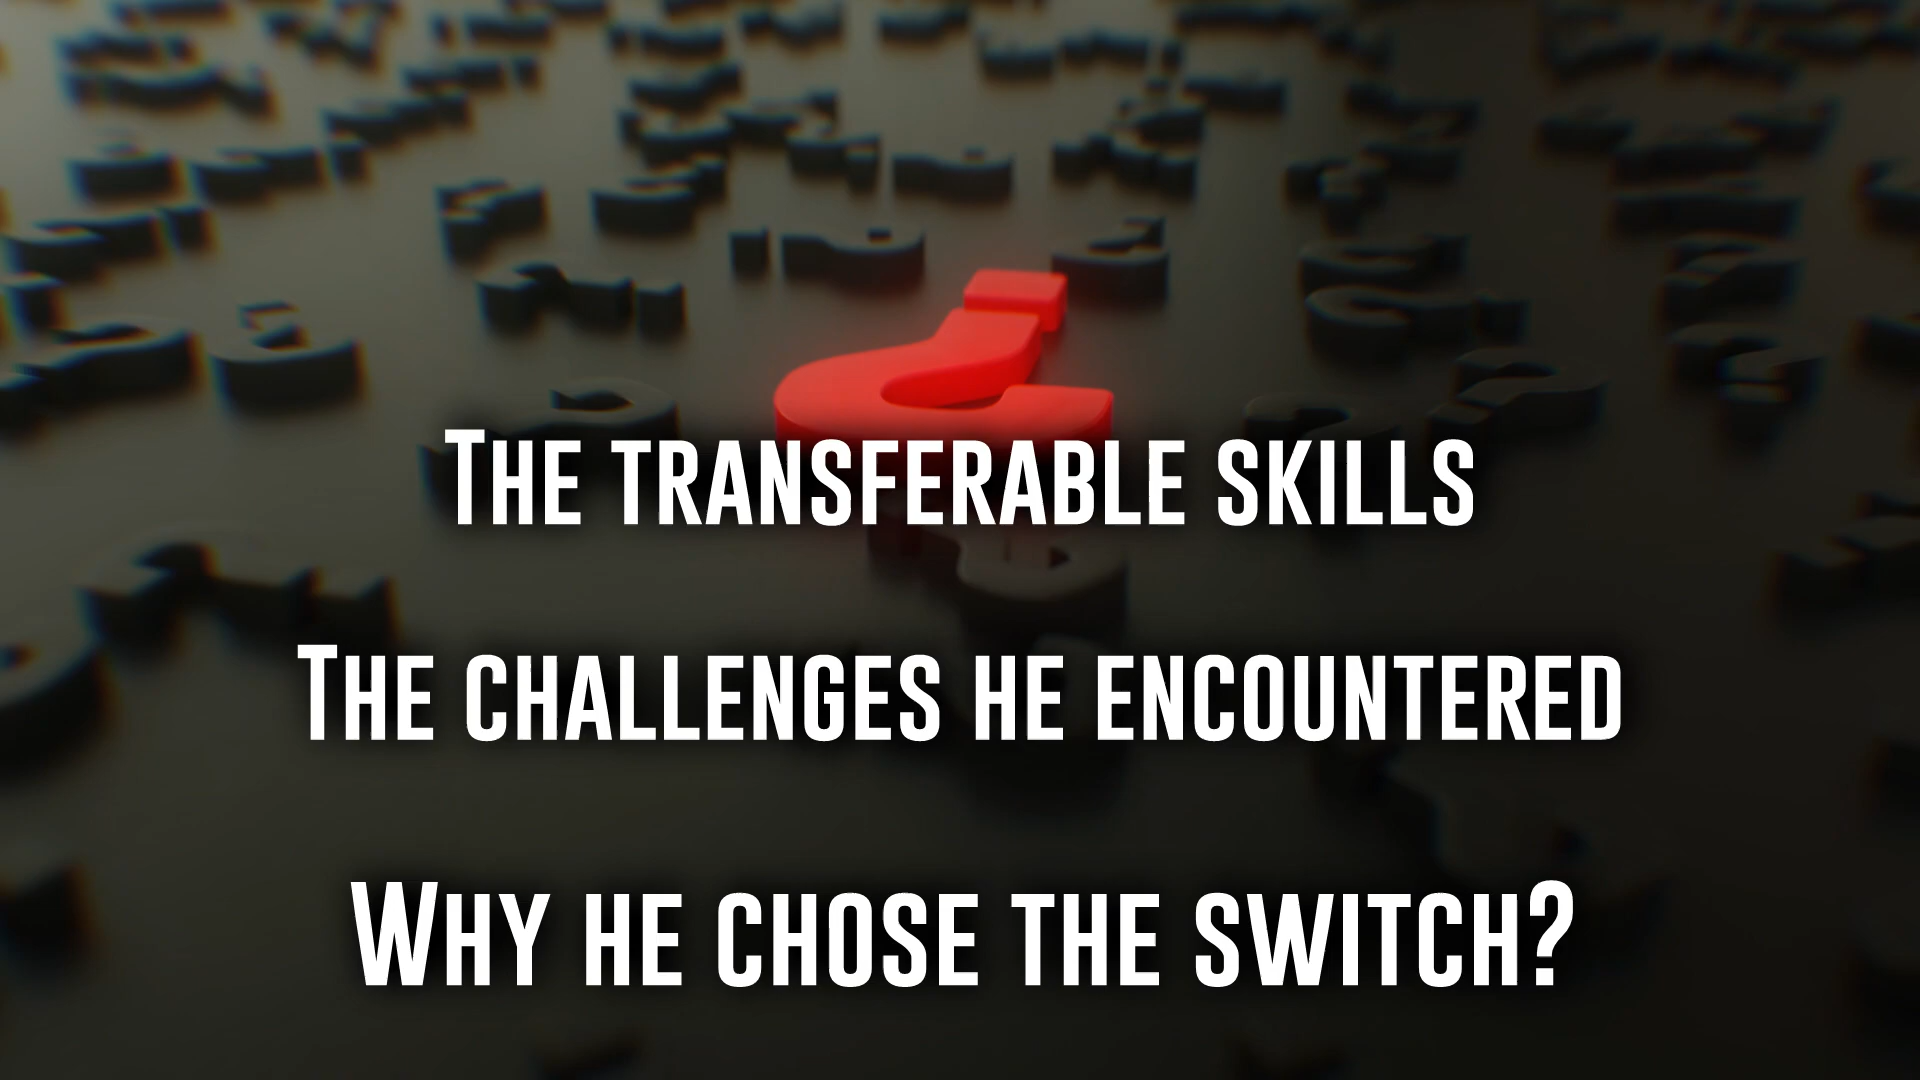 The transferable skills
The challenges he encountered
Why he chose the switch?